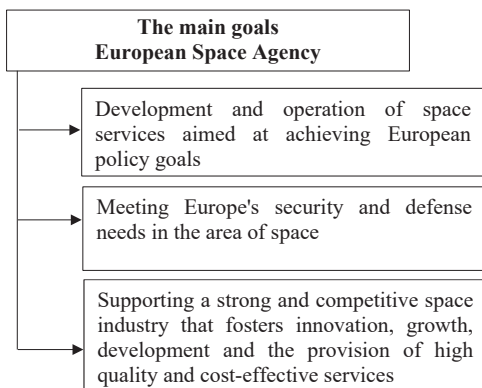 The main goals
European Space Agency
Development and operation of space
services aimed at achieving European
policy goals
Meeting Europe's security and defense
needs in the area of space
Supporting a strong and competitive space
industry that fosters innovation, growth,
development and the provision of high
quality and cost-effective services